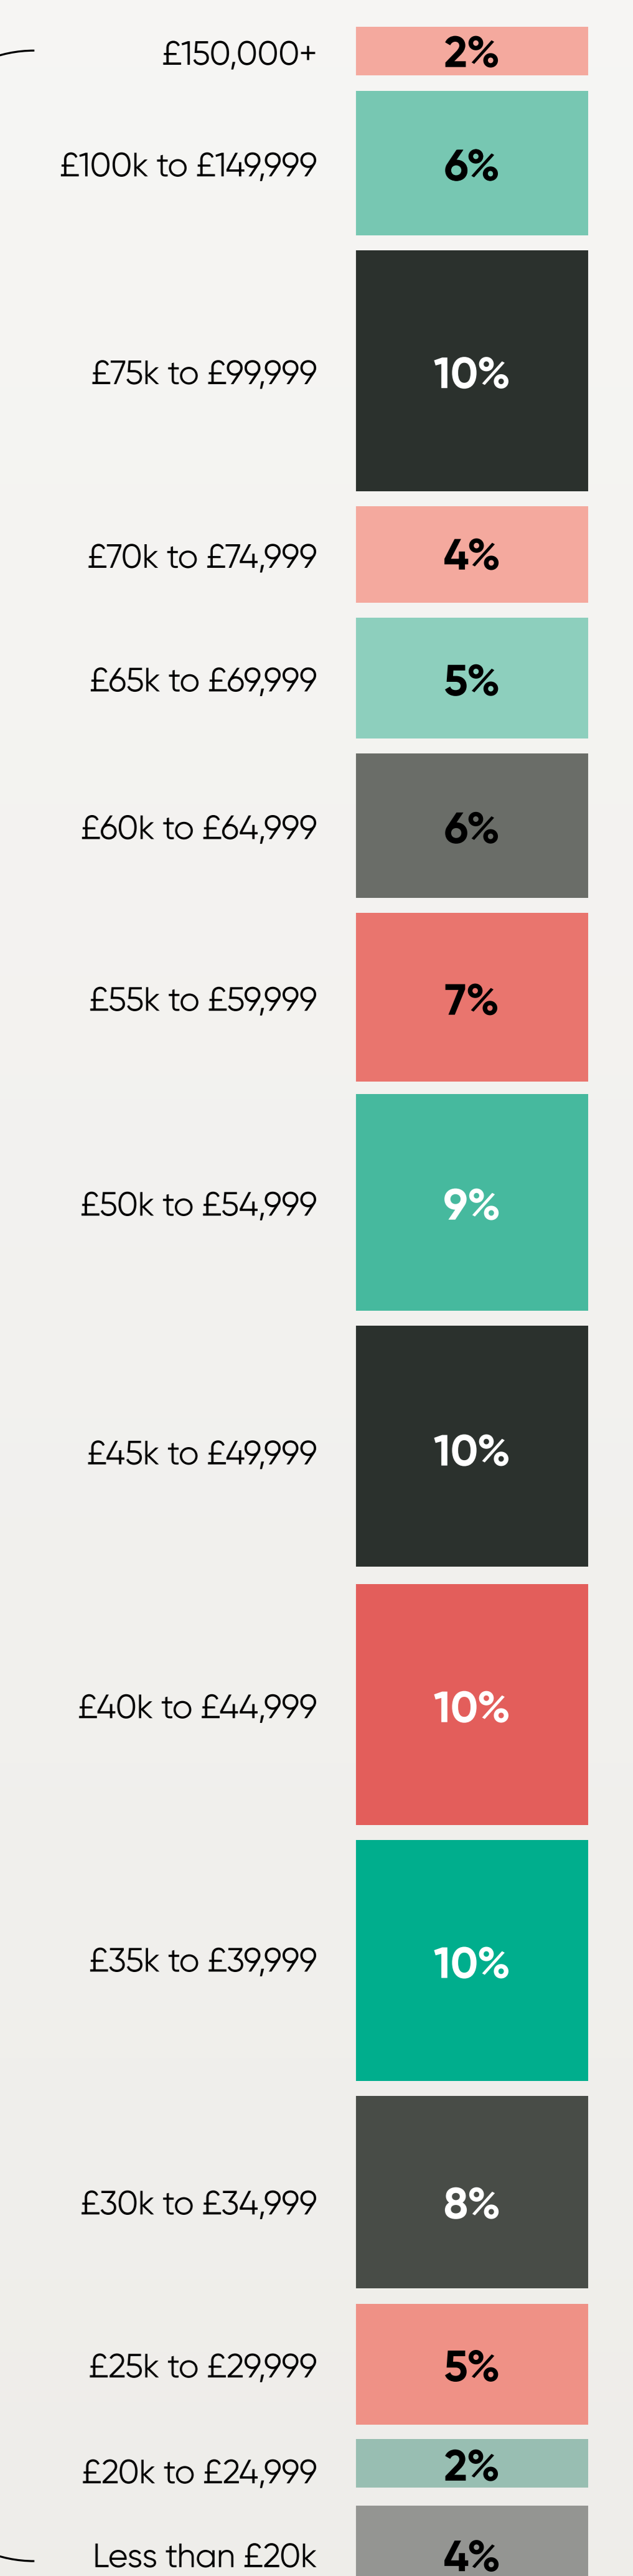 £150,000+ 2%
£100k to £149,999 6%
£75k to £99,999 10%
£70k to £74,999 4%
£65k to £69,999 5%
£60k to £64,999 6%
£55k to £59,999 7%
£50k to £54,999 9%
£45k to £49,999 10%
£40k to £44,999 10%
£35k to £39,999 10%
£30k to £34,999 8%
£25k to £29,999 5%
£20k to £24,999 2%
Less than £20k 4%